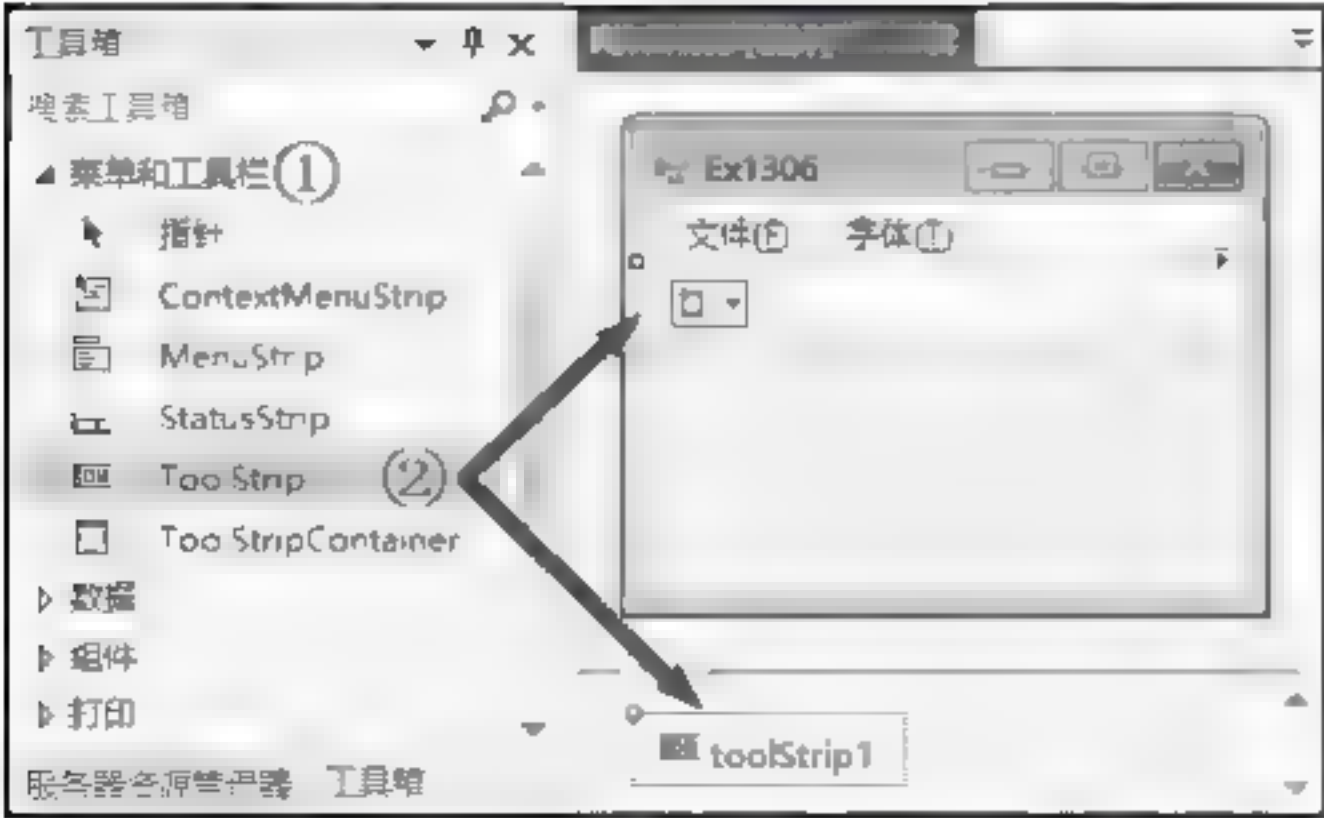 工具箱
搜索工具箱
菜单和工具栏①
指针
ContextMenuStrip
MenuStrip
StatusStrip
ToolStrip ②
ToolStripContainer
数据
组件
打印
服务器资源管理器 工具箱
Ex1306
文件(F) 字体(T)
toolStrip1